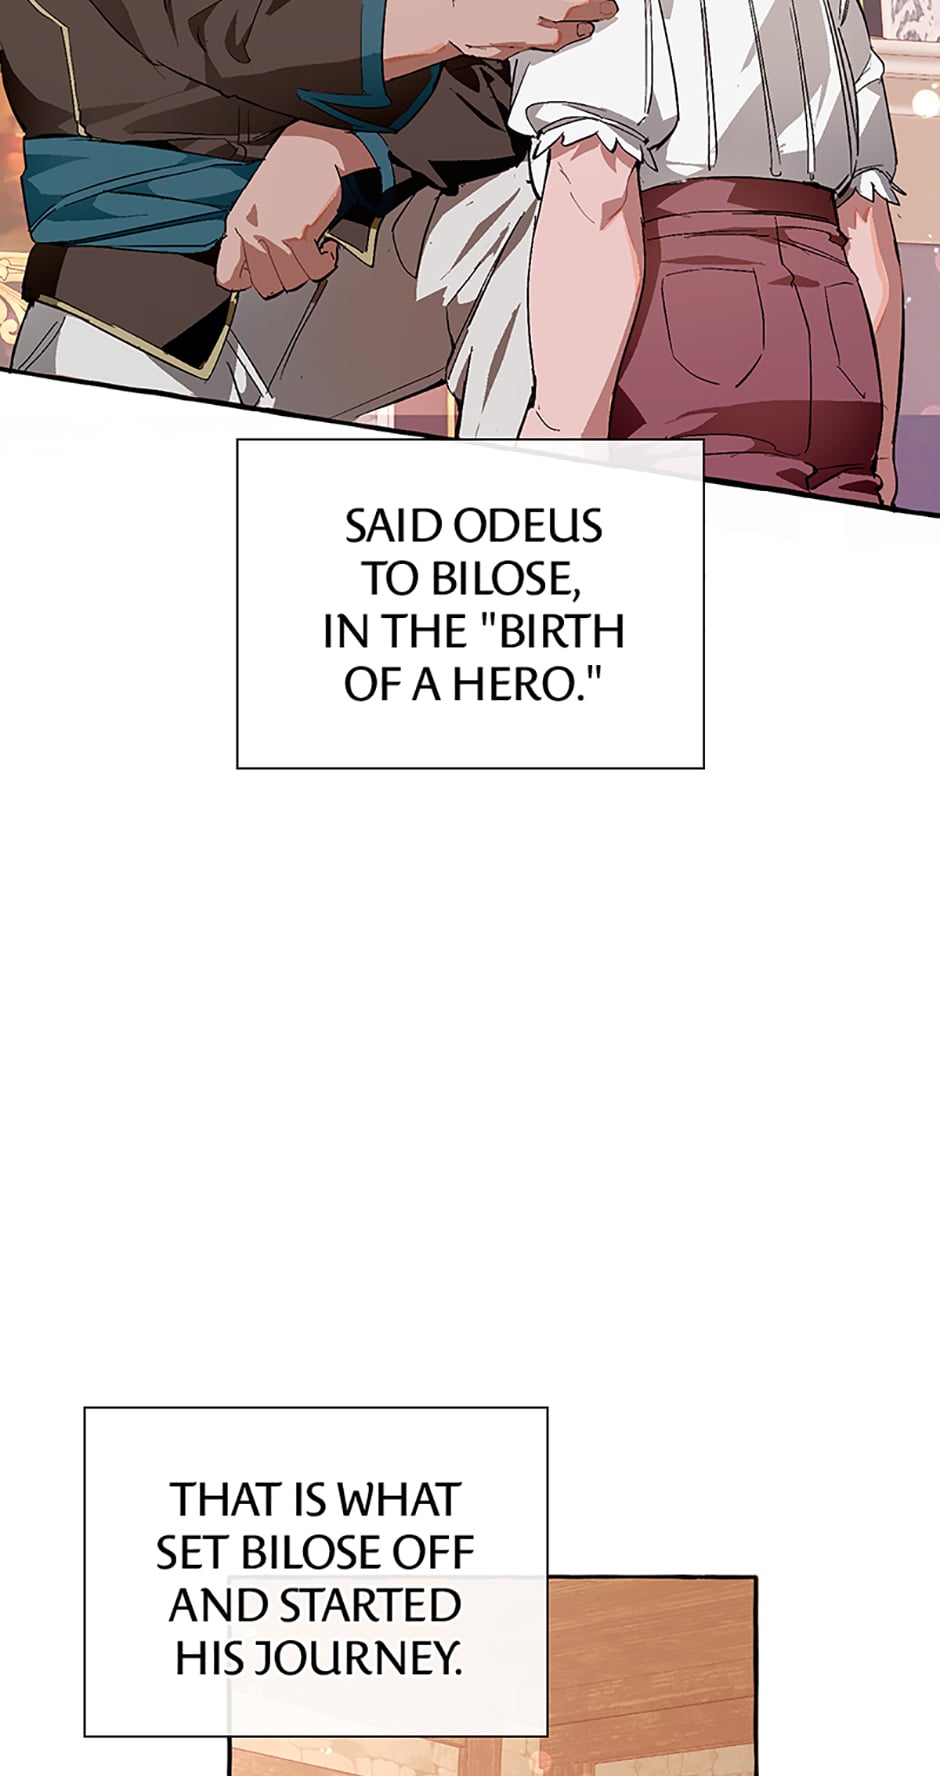 SAID ODEUS
TO BILOSE,
IN THE "BIRTH
OF A HERO."
THAT IS WHAT
SET BILOSE OFF
AND STARTED
HIS JOURNEY.